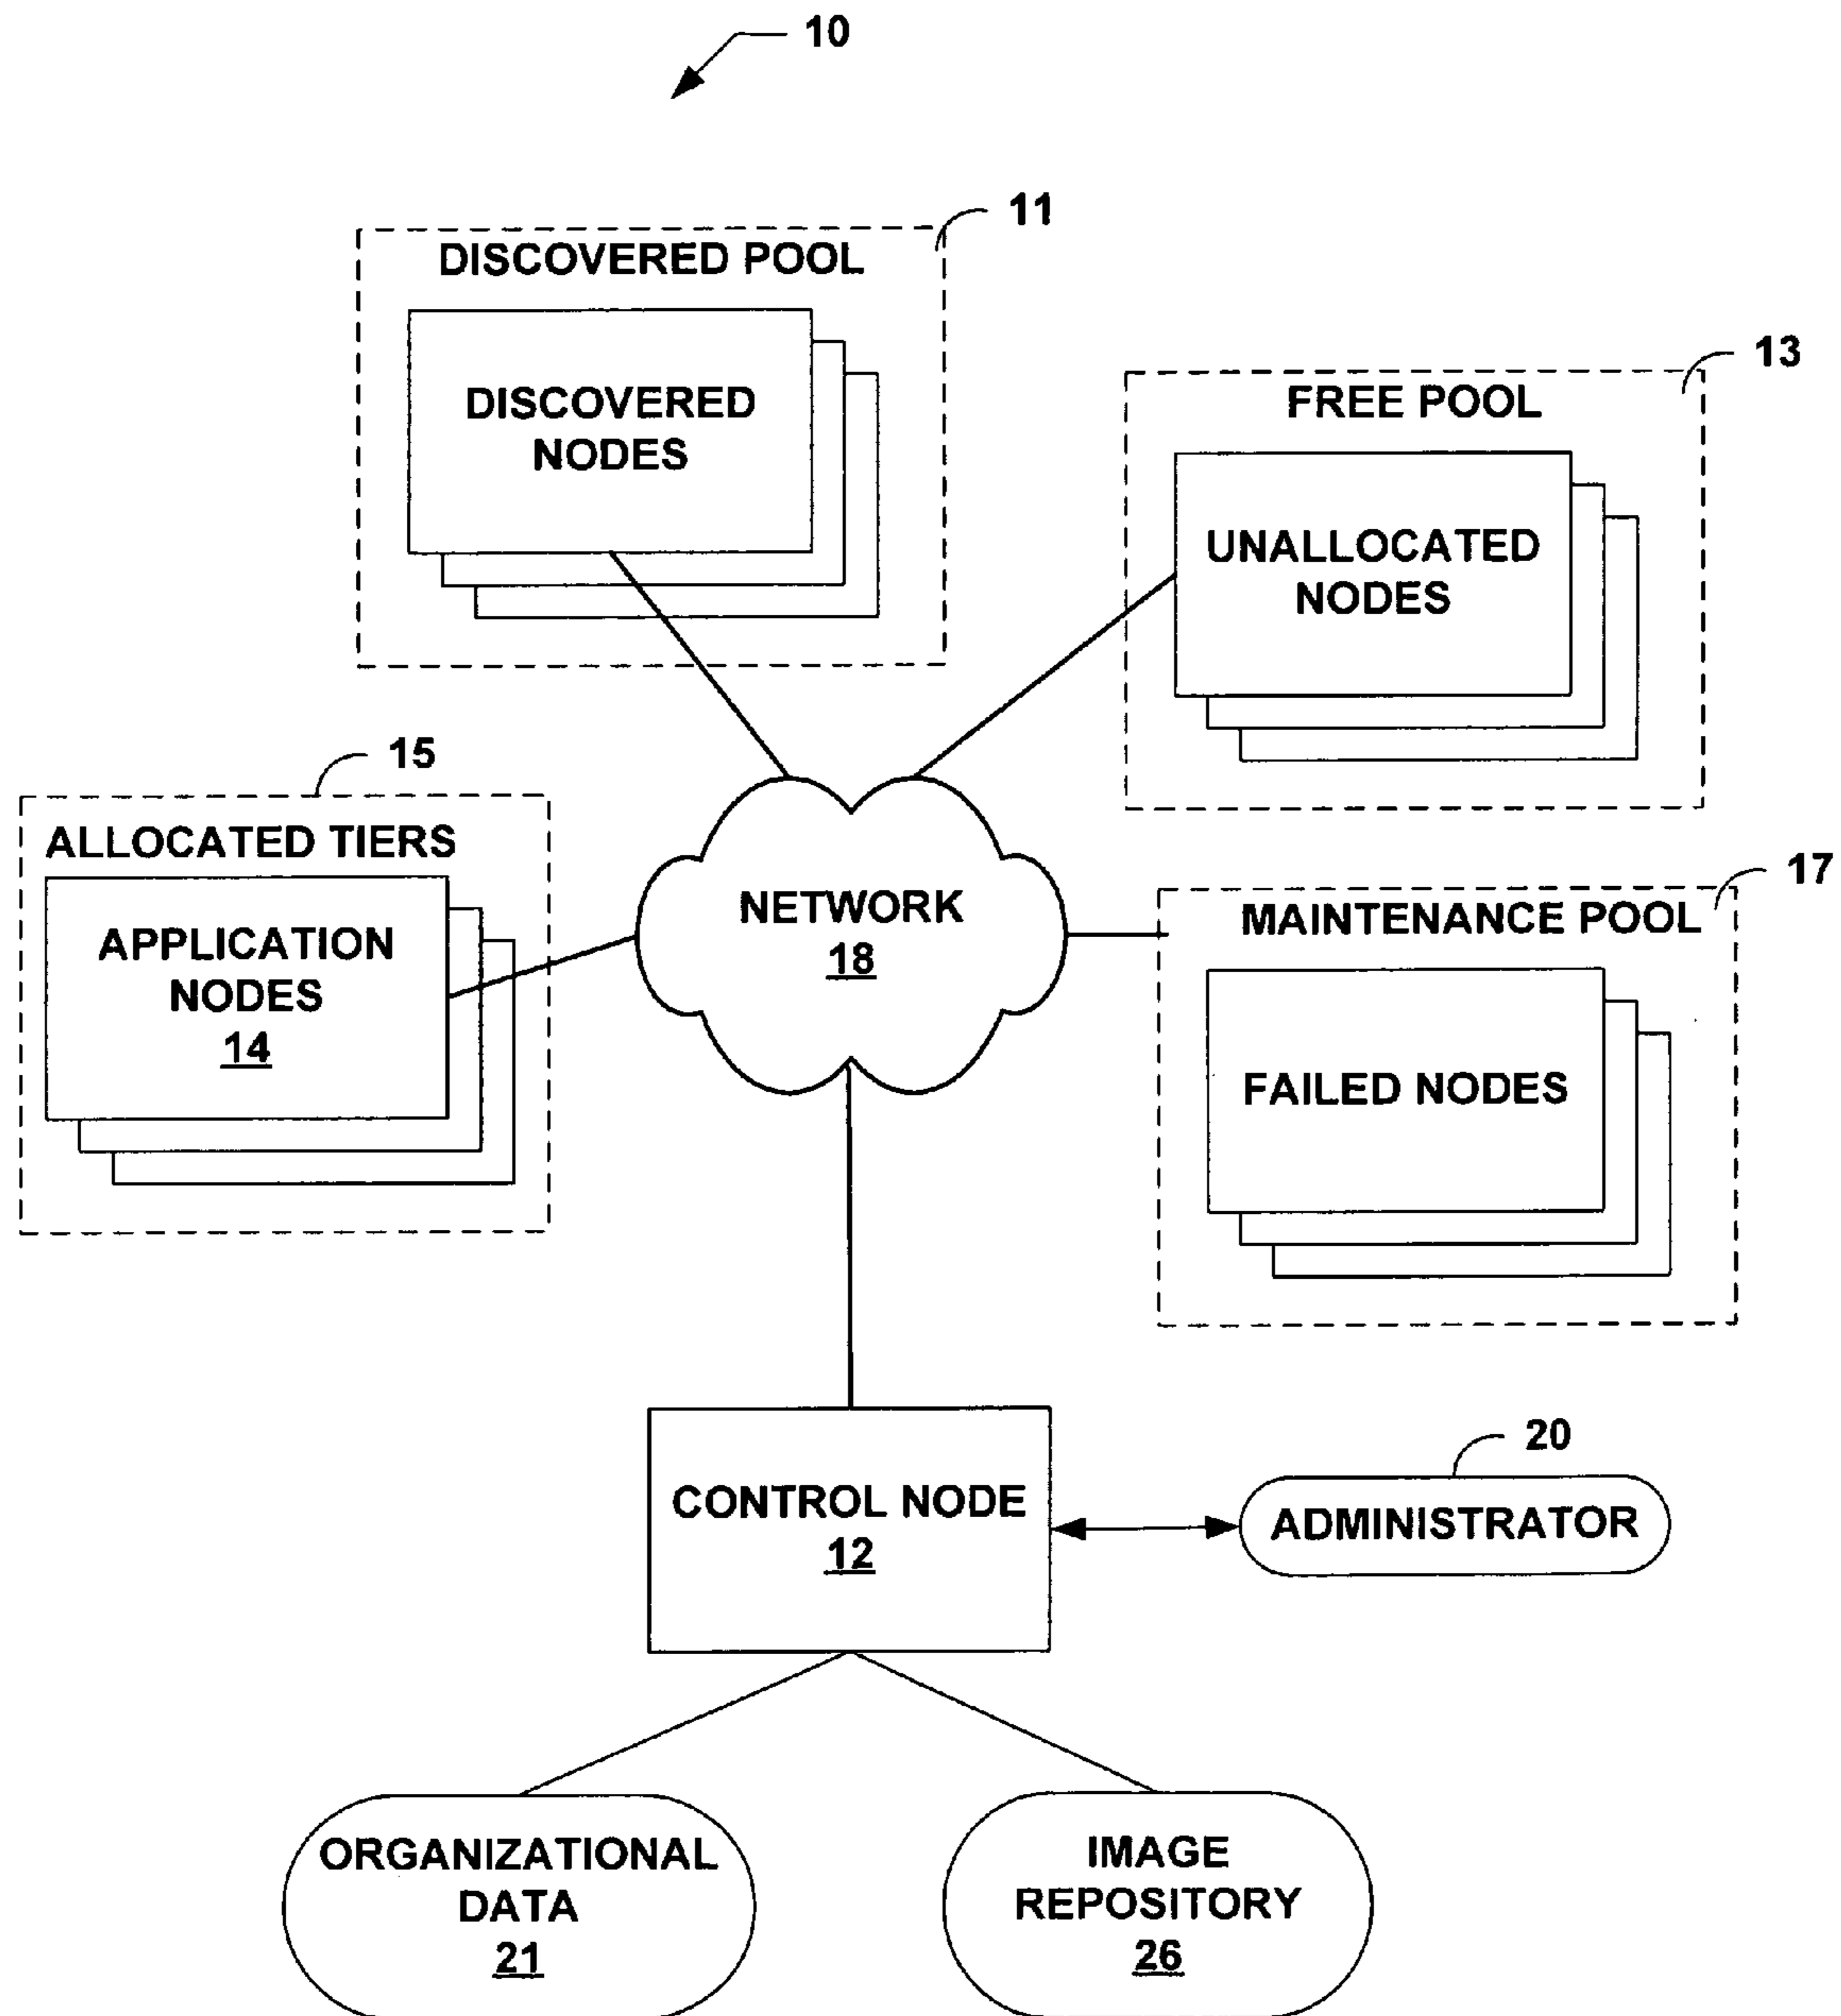 10
11
DISCOVERED POOL
DISCOVERED
NODES
13
FREE POOL
UNALLOCATED
NODES
15
ALLOCATED TIERS
APPLICATION
NODES
14
NETWORK
18
17
MAINTENANCE POOL
FAILED NODES
CONTROL NODE
12
20
ADMINISTRATOR
ORGANIZATIONAL
DATA
21
IMAGE
REPOSITORY
26